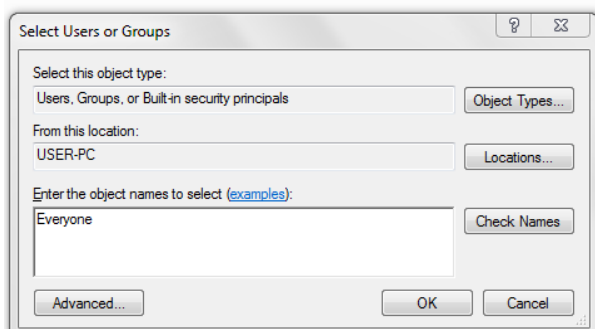 Select Users or Groups
Select this object type:
Users, Groups, or Built-in security principals
Object Types...
From this location:
USER-PC
Locations...
Enter the object names to select (examples):
Everyone
Check Names
Advanced...
OK
Cancel